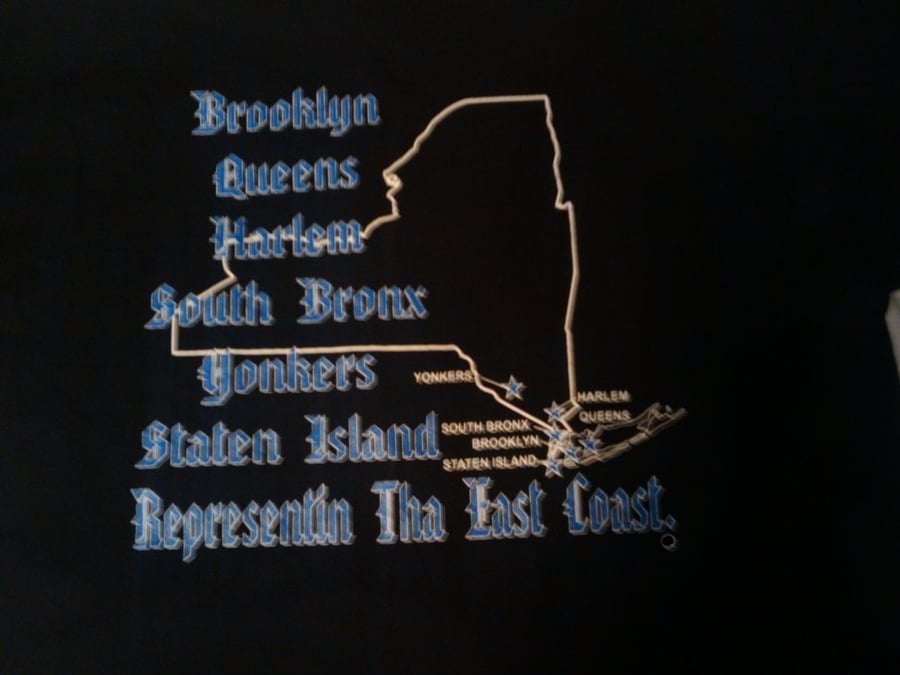 Brooklyn
Queens
Harlem
South Bronx
Yonkers
Staten Island
Representin Tha East Coast.
YONKERS
HARLEM
QUEENS
SOUTH BRONX
BROOKLYN
STATEN ISLAND